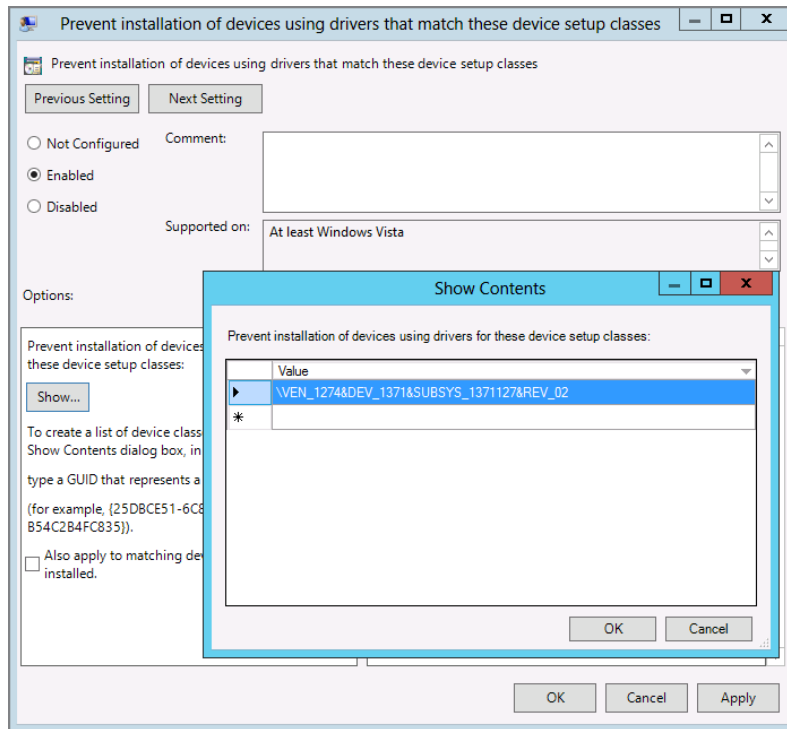 Prevent installation of devices using drivers that match these device setup classes
Prevent installation of devices using drivers that match these device setup classes
Previous Setting
Next Setting
Not Configured
Comment:
Enabled
Disabled
Supported on:
At least Windows Vista
Options:
Prevent installation of devices
these device setup classes:
Show...
To create a list of device class
Show Contents dialog box, in
type a GUID that represents a
(for example, {25DBCE51-6C8
B54C2B4FC835}).
Also apply to matching dev
installed.
Show Contents
Prevent installation of devices using drivers for these device setup classes:
Value
\VEN_1274&DEV_1371&SUBSYS_1371127&REV_02
OK
Cancel
OK
Cancel
Apply